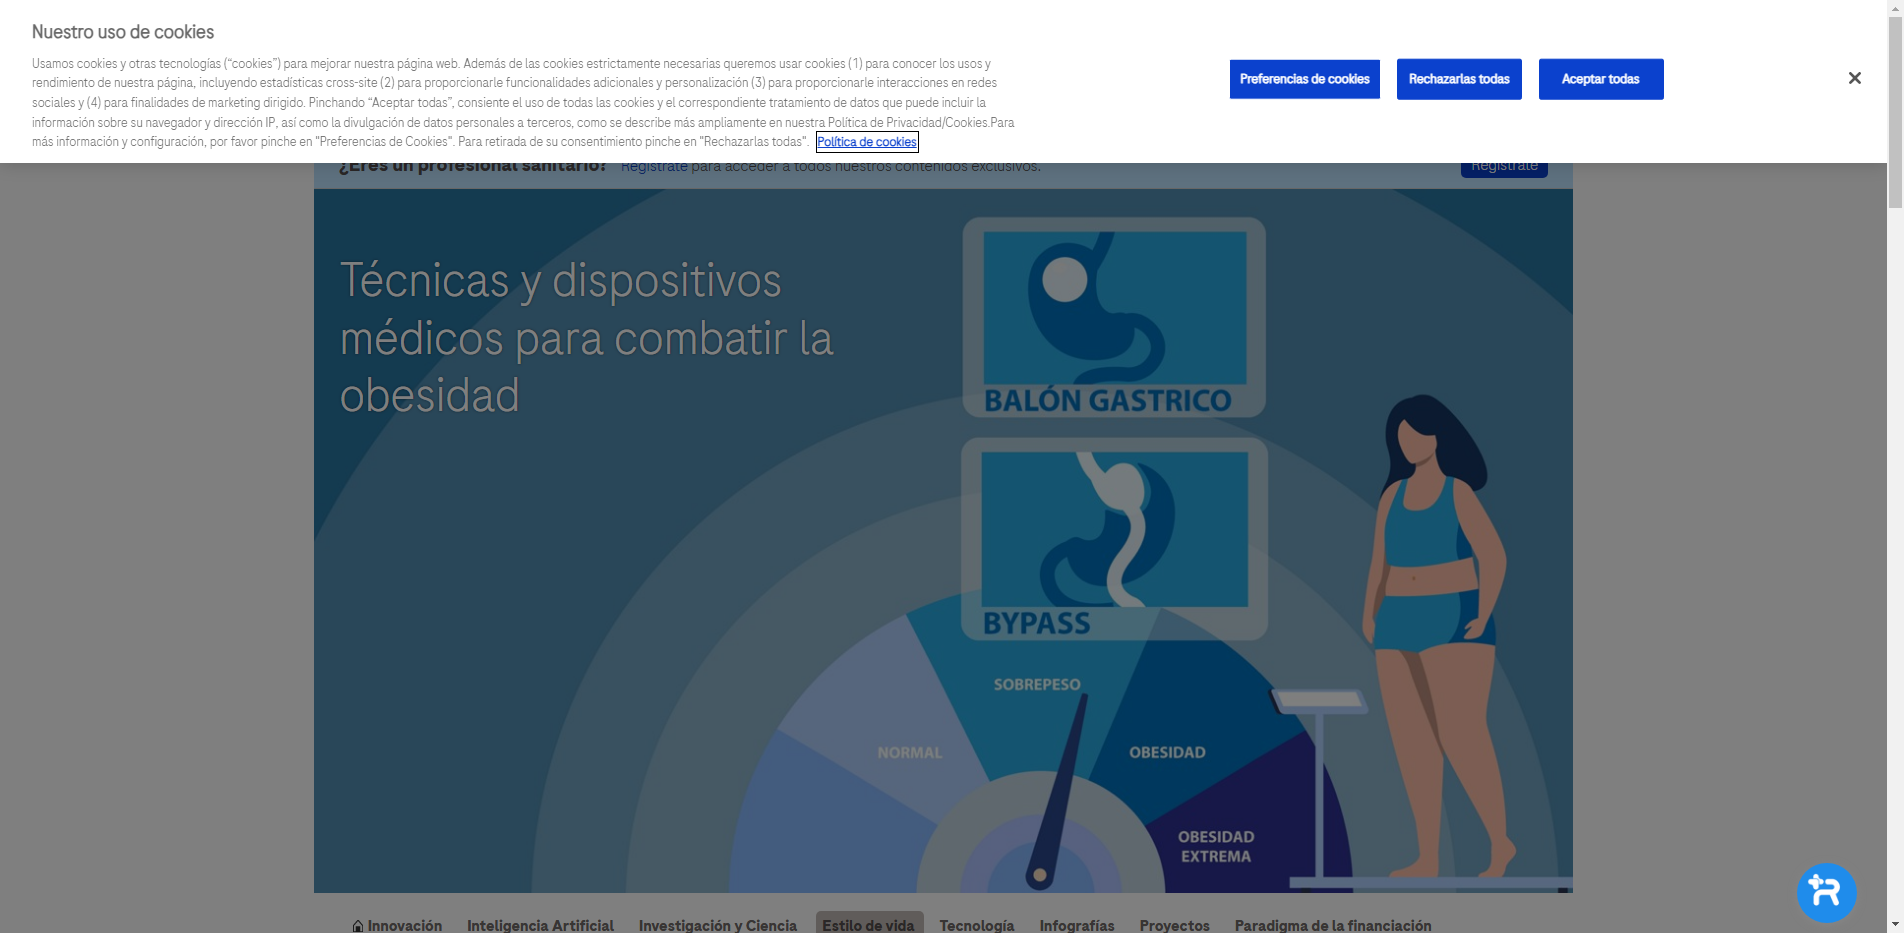 Nuestro uso de cookies
Usamos cookies y otras tecnologías (“cookies”) para mejorar nuestra página web. Además de las cookies estrictamente necesarias queremos usar cookies (1) para conocer los usos y
rendimiento de nuestra página, incluyendo estadísticas cross-site (2) para proporcionarle funcionalidades adicionales y personalización (3) para proporcionarle interacciones en redes
sociales y (4) para finalidades de marketing dirigido. Pinchando “Aceptar todas”, consiente el uso de todas las cookies y el correspondiente tratamiento de datos que puede incluir la
información sobre su navegador y dirección IP, así como la divulgación de datos personales a terceros, como se describe más ampliamente en nuestra Política de Privacidad/Cookies.Para
más información y configuración, por favor pinche en "Preferencias de Cookies". Para retirada de su consentimiento pinche en "Rechazarlas todas". Política de cookies
Preferencias de cookies
Rechazarlas todas
Aceptar todas
¿Eres un profesional sanitario? Regístrate para acceder a todos nuestros contenidos exclusivos.
Regístrate
Técnicas y dispositivos
médicos para combatir la
obesidad
BALÓN GASTRICO
BYPASS
SOBREPESO
NORMAL
OBESIDAD
OBESIDAD
EXTREMA
Innovación
Inteligencia Artificial
Investigación y Ciencia
Estilo de vida
Tecnología
Infografías
Proyectos
Paradigma de la financiación